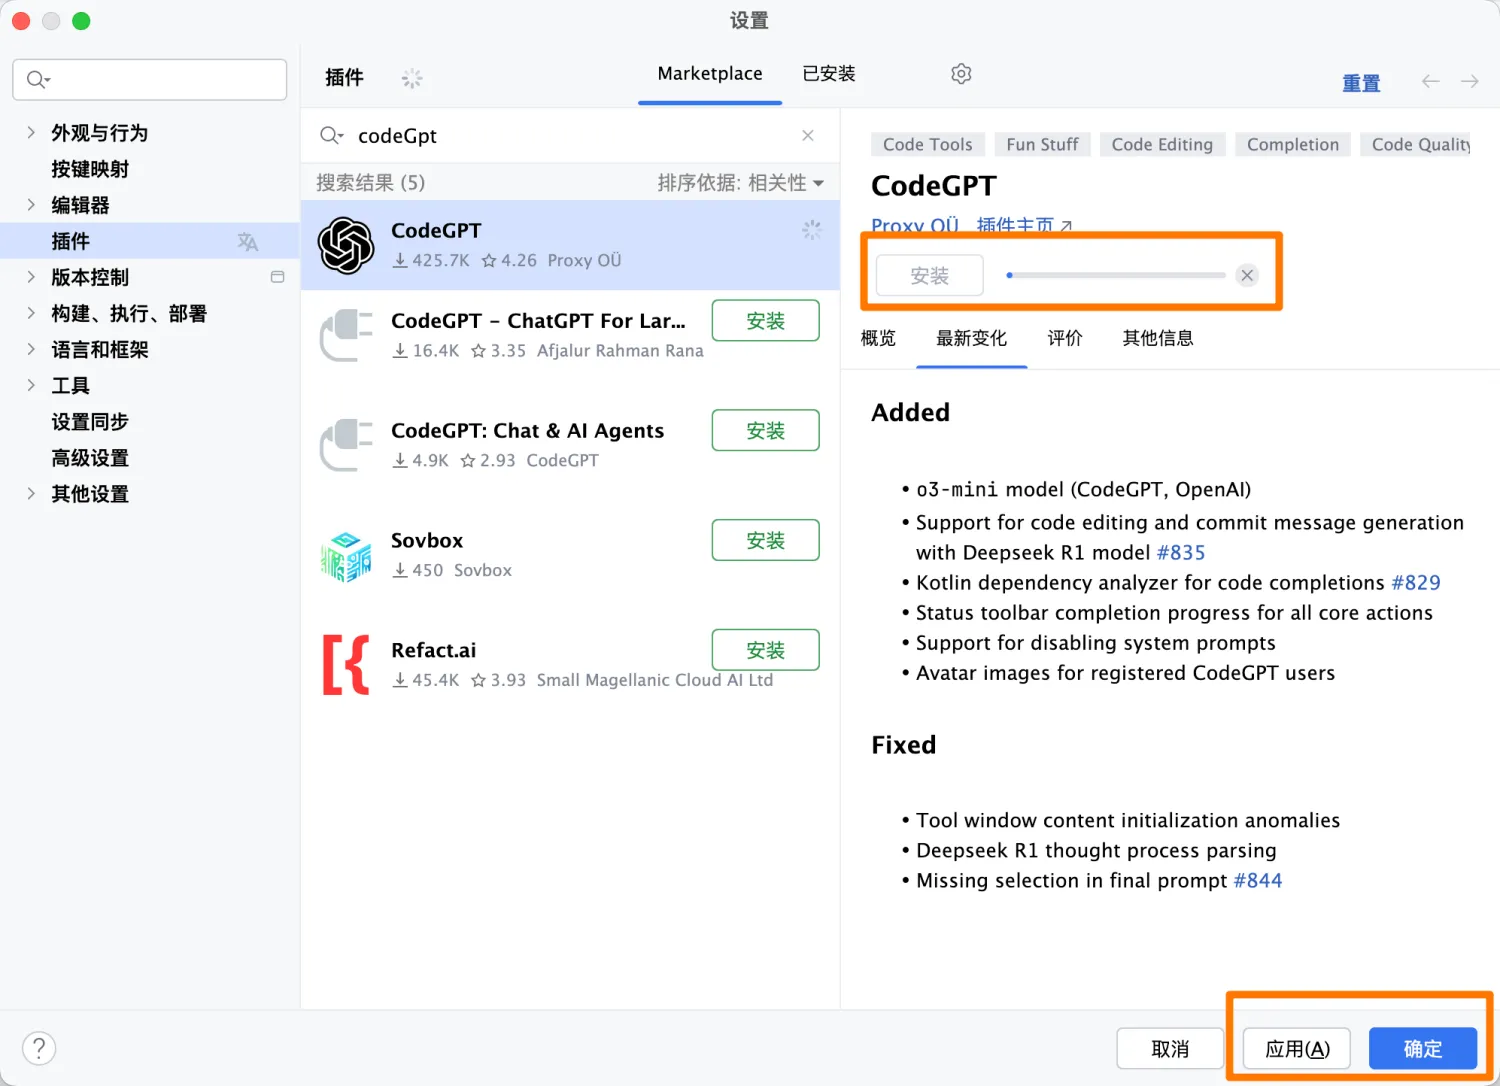 设置
插件
Marketplace
已安装
重置
外观与行为
按键映射
编辑器
插件
版本控制
构建、执行、部署
语言和框架
工具
设置同步
高级设置
其他设置
codeGpt
搜索结果 (5)
排序依据: 相关性
CodeGPT
425.7K 4.26 Proxy OÜ
CodeGPT – ChatGPT For Lar...
安装
16.4K 3.35 Afjalur Rahman Rana
CodeGPT: Chat & AI Agents
安装
4.9K 2.93 CodeGPT
Sovbox
安装
450 Sovbox
Refact.ai
安装
45.4K 3.93 Small Magellanic Cloud AI Ltd
Code Tools
Fun Stuff
Code Editing
Completion
Code Quality
CodeGPT
Proxy OÜ 插件主页
安装
概览
最新变化
评价
其他信息
Added
• o3-mini model (CodeGPT, OpenAI)
• Support for code editing and commit message generation
with Deepseek R1 model #835
• Kotlin dependency analyzer for code completions #829
• Status toolbar completion progress for all core actions
• Support for disabling system prompts
• Avatar images for registered CodeGPT users
Fixed
• Tool window content initialization anomalies
• Deepseek R1 thought process parsing
• Missing selection in final prompt #844
?
取消
应用(A)
确定